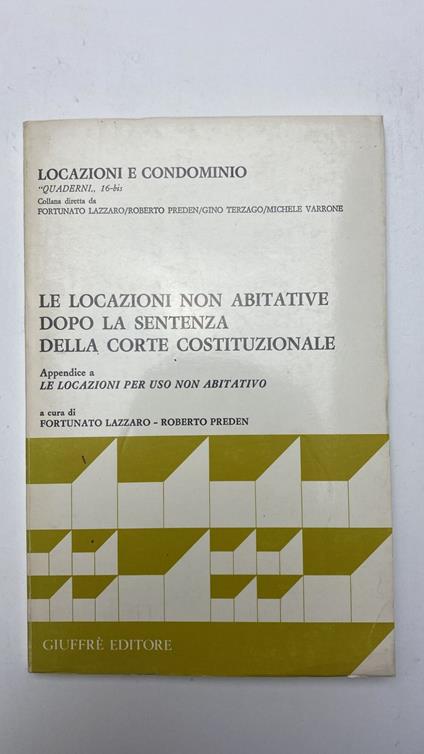 LOCAZIONI E CONDOMINIO
"QUADERNI„ 16-bis
Collana diretta da
FORTUNATO LAZZARO/ROBERTO PREDEN/GINO TERZAGO/MICHELE VARRONE
LE LOCAZIONI NON ABITATIVE
DOPO LA SENTENZA
DELLA CORTE COSTITUZIONALE
Appendice a
LE LOCAZIONI PER USO NON ABITATIVO
a cura di
FORTUNATO LAZZARO - ROBERTO PREDEN
GIUFFRÈ EDITORE